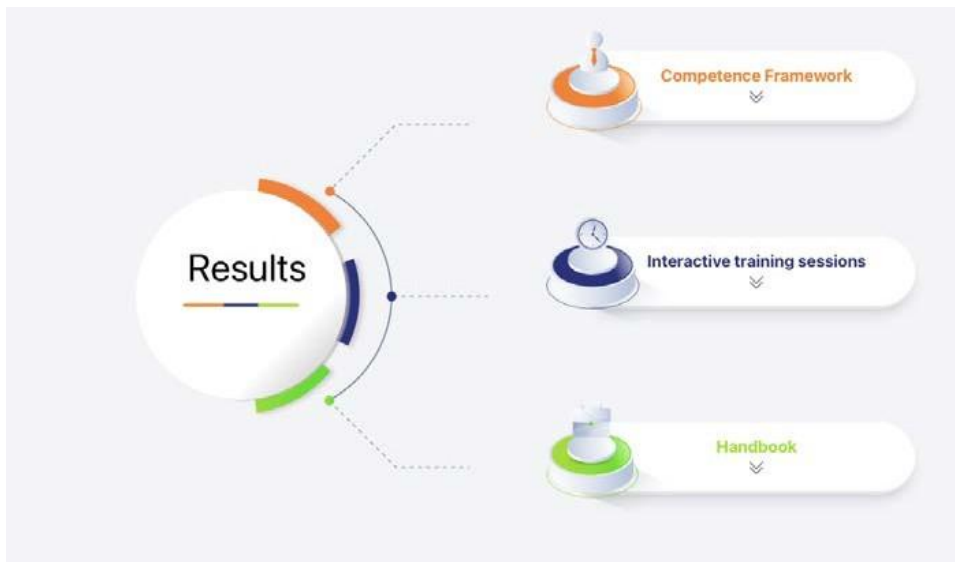 Results
Competence Framework
Interactive training sessions
Handbook